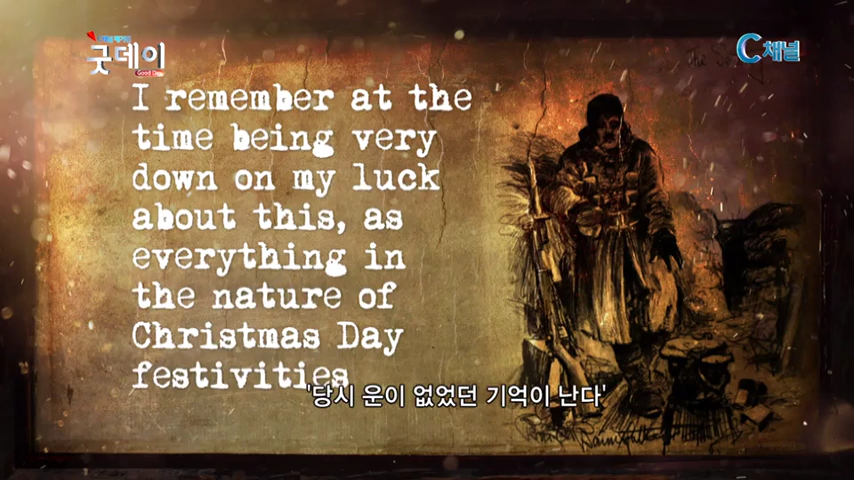 굿데이
Good Day
C채널
I remember at the
time being very
down on my luck
about this, as
everything in
the nature of
Christmas Day
festivities
'당시 운이 없었던 기억이 난다'